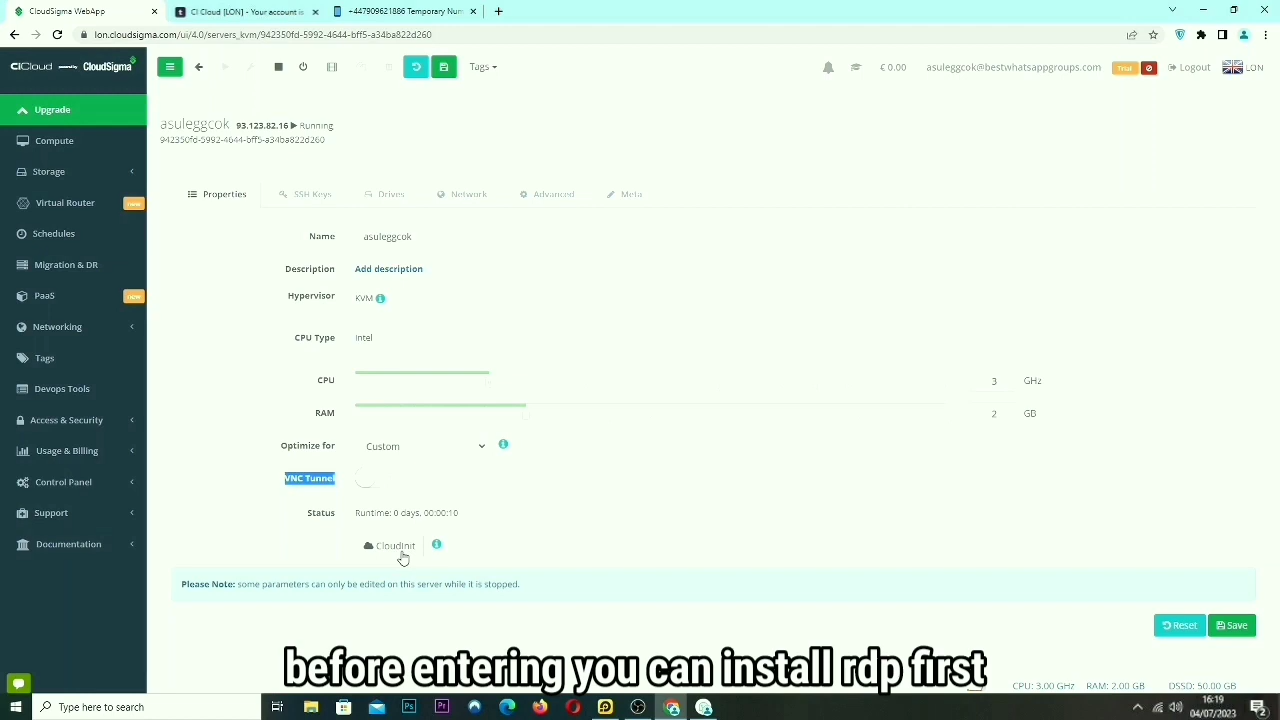 CloudSigma WebApp
CI Cloud [LON] - Your account is
+447909621886 Temporary Num
lon.cloudsigma.com/ui/4.0/servers_kvm/942350fd-5992-4644-bff5-a34ba822d260
CICloud CloudSigma
Tags
€ 0.00
asuleggcok@bestwhatsappgroups.com
Trial
Logout
LON
Upgrade
Compute
Storage
Virtual Router new
Schedules
Migration & DR
PaaS new
Networking
Tags
Devops Tools
Access & Security
Usage & Billing
Control Panel
Support
Documentation
asuleggcok 93.123.82.16 Running
942350fd-5992-4644-bff5-a34ba822d260
Properties SSH Keys Drives Network Advanced Meta
Name asuleggcok
Description Add description
Hypervisor KVM
CPU Type Intel
CPU 3 GHz
RAM 2 GB
Optimize for Custom
VNC Tunnel
Status Runtime: 0 days, 00:00:10
CloudInit
Please Note: some parameters can only be edited on this server while it is stopped.
Reset Save
before entering you can install rdp first
CPU: 3.00 GHz RAM: 2.00 GB DSSD: 50.00 GB
Type here to search
16:19
04/07/2023